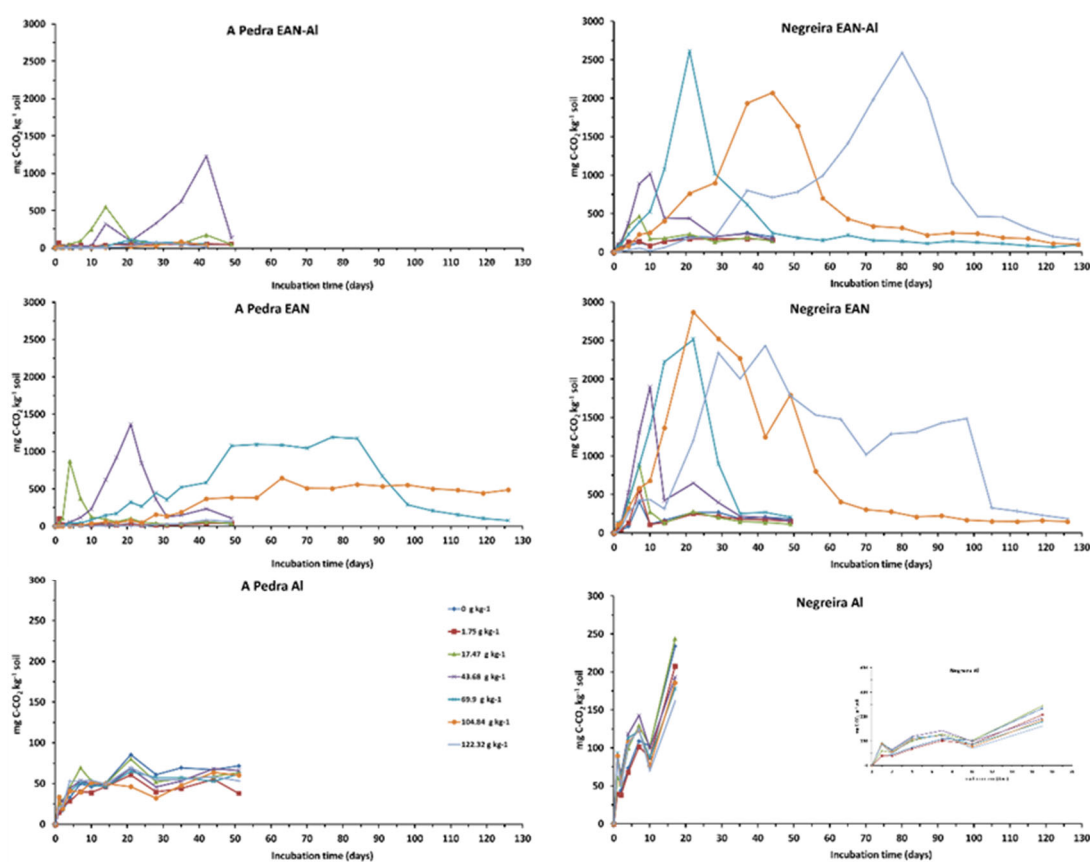 A Pedra EAN-Al
mg C-CO₂ kg⁻¹ soil
3000
2500
2000
1500
1000
500
0
0 10 20 30 40 50 60 70 80 90 100 110 120 130
Incubation time (days)
Negreira EAN-Al
mg C-CO₂ kg⁻¹ soil
3000
2500
2000
1500
1000
500
0
0 10 20 30 40 50 60 70 80 90 100 110 120 130
Incubation time (days)
A Pedra EAN
mg C-CO₂ kg⁻¹ soil
3000
2500
2000
1500
1000
500
0
0 10 20 30 40 50 60 70 80 90 100 110 120 130
Incubation time (days)
Negreira EAN
mg C-CO₂ kg⁻¹ soil
3000
2500
2000
1500
1000
500
0
0 10 20 30 40 50 60 70 80 90 100 110 120 130
Incubation time (days)
A Pedra Al
mg C-CO₂ kg⁻¹ soil
300
250
200
150
100
50
0
0 10 20 30 40 50 60 70 80 90 100 110 120 130
Incubation time (days)
0 g kg-1
1.75 g kg-1
17.47 g kg-1
43.68 g kg-1
69.9 g kg-1
104.84 g kg-1
122.32 g kg-1
Negreira Al
mg C-CO₂ kg⁻¹ soil
300
250
200
150
100
50
0
0 10 20 30 40 50 60 70 80 90 100 110 120 130
Incubation time (days)
Negreira Al